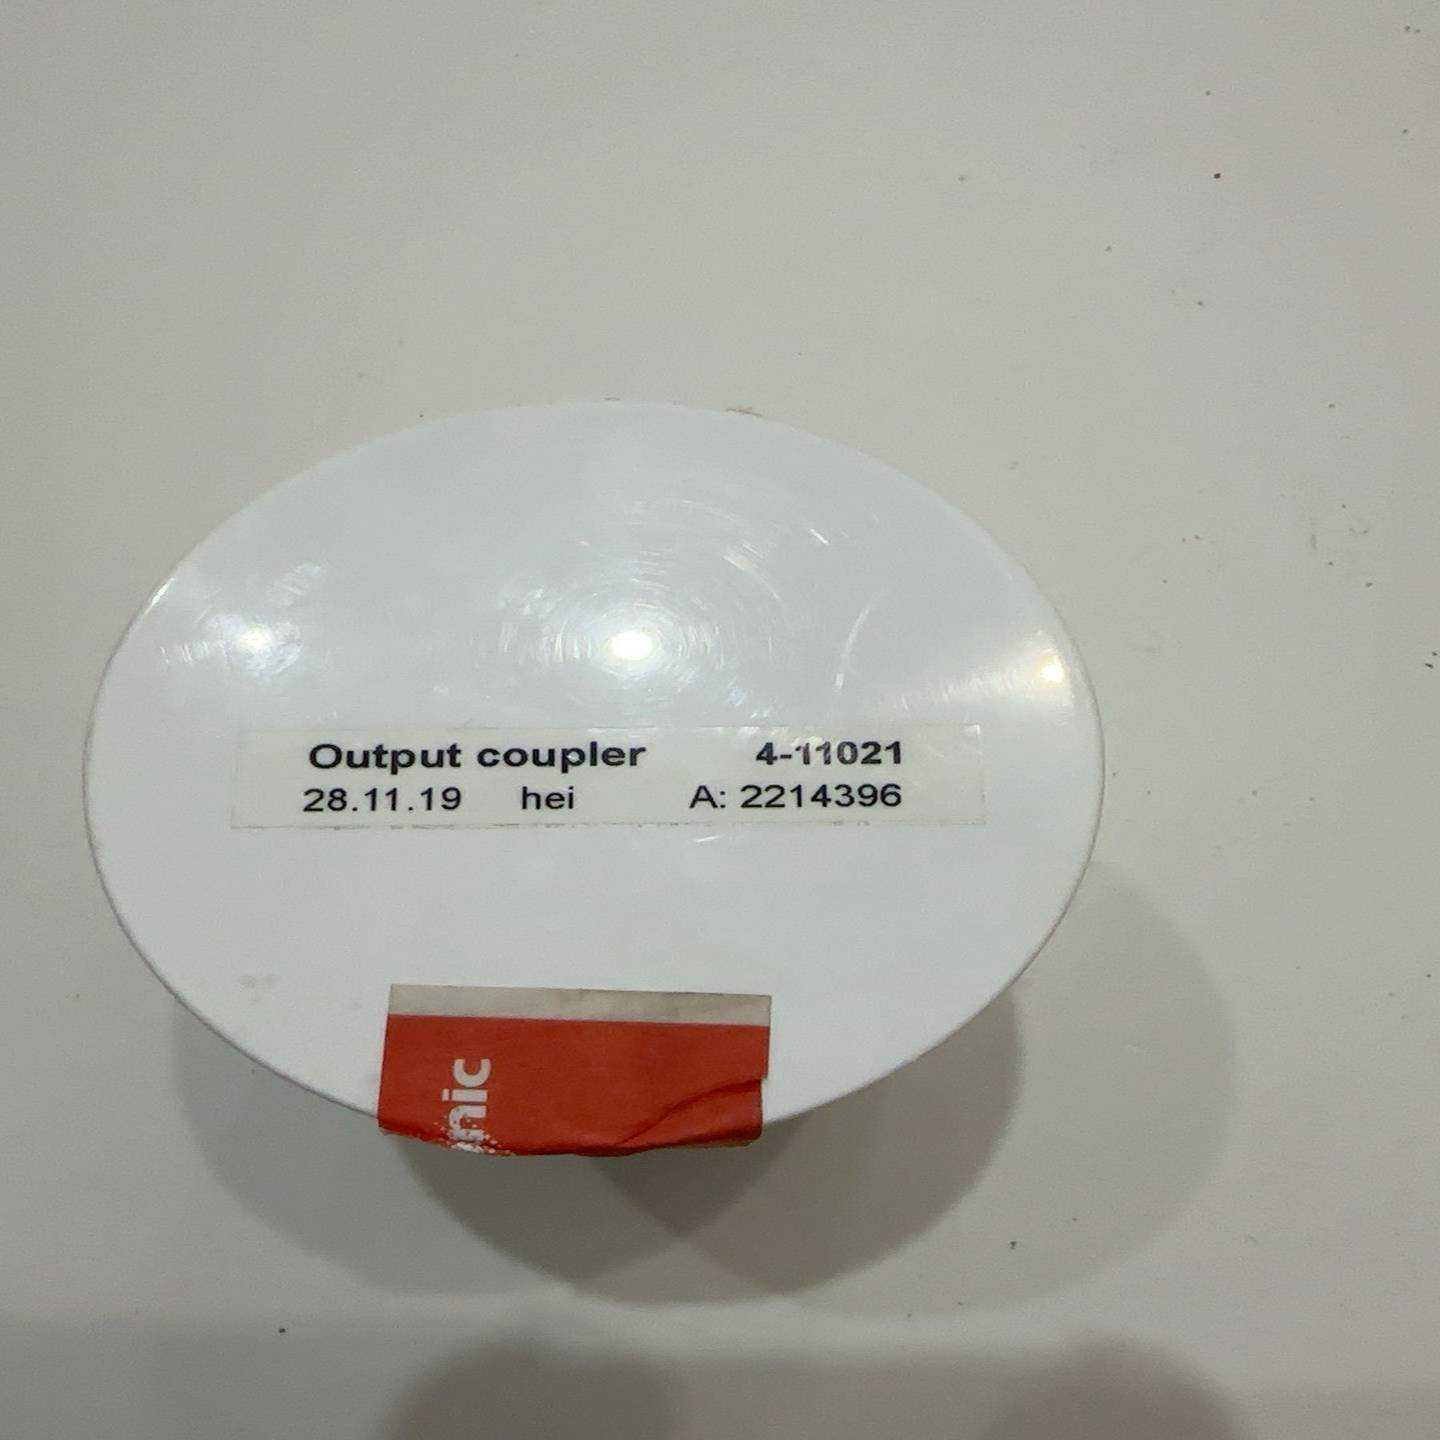 Output coupler 4-11021
28.11.19 hei A: 2214396
nic